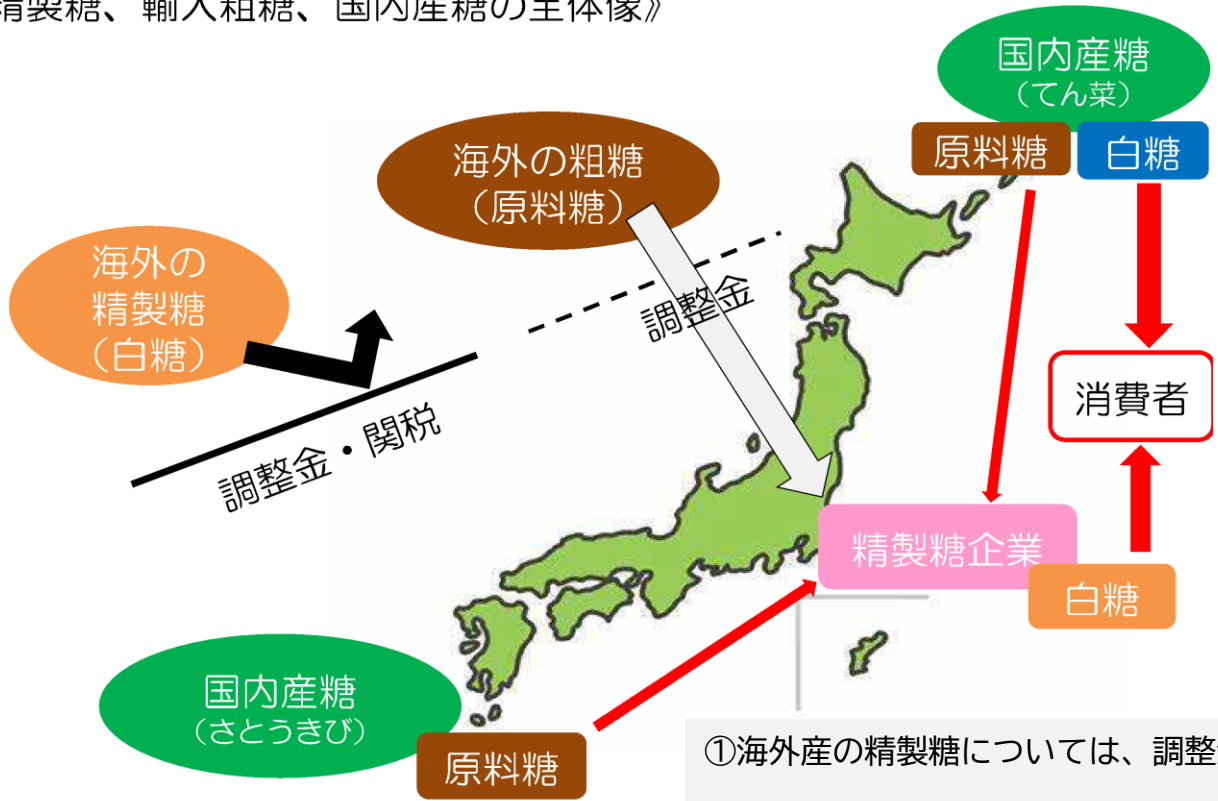 精製糖、輸入粗糖、国内産糖の主体像》
国内産糖
（てん菜）
原料糖
白糖
海外の粗糖
（原料糖）
海外の
精製糖
（白糖）
調整金
調整金・関税
消費者
精製糖企業
白糖
国内産糖
（さとうきび）
原料糖
①海外産の精製糖については、調整